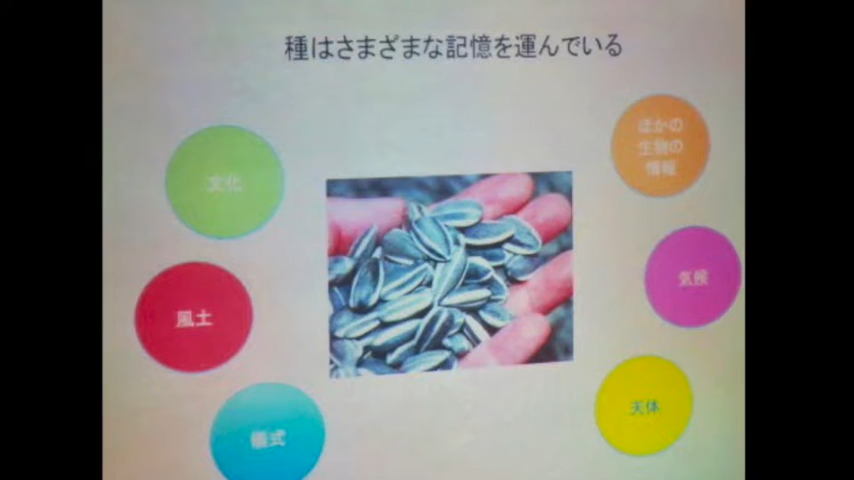 種はさまざまな記憶を運んでいる
文化
風土
儀式
ほかの
生物の
情報
気候
天体